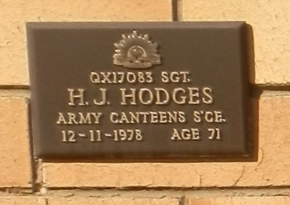 QX17083 SGT.
H. J. HODGES
ARMY CANTEENS S'CE.
12-11-1978 AGE 71